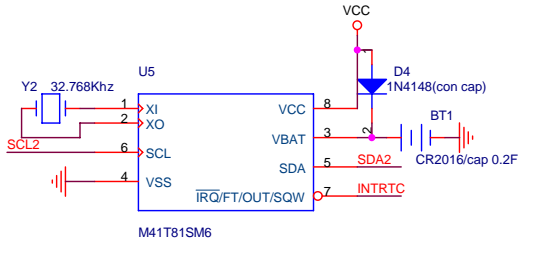 VCC
U5
D4
1N4148(con cap)
Y2 32.768Khz
BT1
1
XI
VCC
8
2
XO
VBAT
3
2
SCL2
6
SCL
SDA
5
SDA2
CR2016/cap 0.2F
4
VSS
IRQ/FT/OUT/SQW
7
INTRTC
M41T81SM6